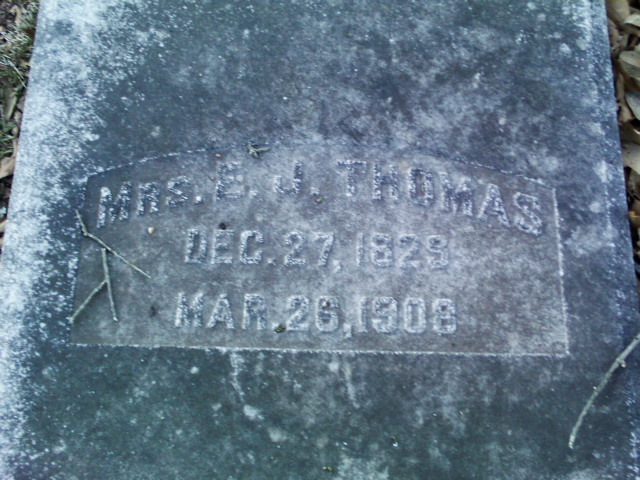 MRS. E. J. THOMAS
DEC. 27, 1829
MAR. 26, 1908